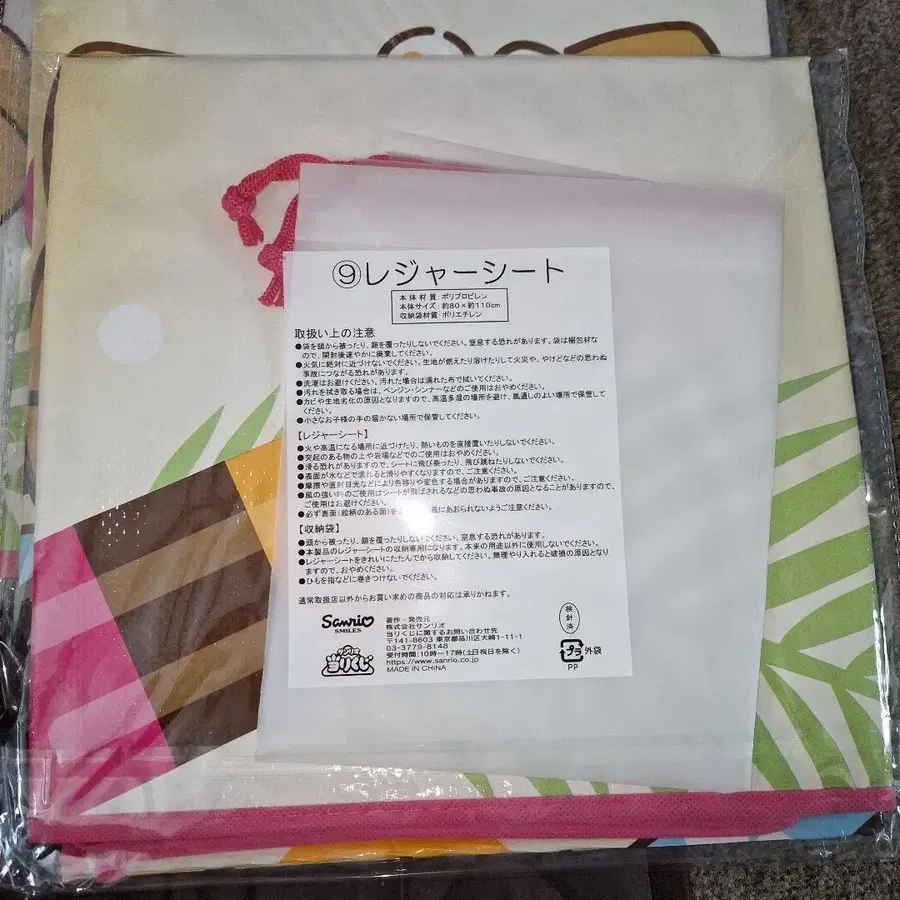 ⑨レジャーシート
本体材質:ポリプロピレン
本体サイズ:約80×約110cm
収納袋材質:ポリエチレン
取扱い上の注意
●袋を頭から被ったり、顔を覆ったりしないでください。窒息する恐れがあります。袋は梱包材な
ので、開封後速やかに廃棄してください。
●火気に絶対に近づけないでください。生地が燃えたり溶けたりして火災や、やけどなどの思わぬ
事故につながる恐れがあります。
●洗濯はお避けください。汚れた場合は濡れた布で拭いてください。
●汚れを拭き取る場合は、ベンジン・シンナーなどのご使用はおやめください。
●カビや生地劣化の原因となりますので、高温多湿の場所を避け、風通しのよい場所で保管して
ください。
●小さなお子様の手の届かない場所で保管してください。
【レジャーシート】
●火や高温になる場所に近づけたり、熱いものを直接置いたりしないでください。
●突起のある物の上や岩場などでのご使用はおやめください。
●滑る恐れがありますので、シートに飛び乗ったり、飛び跳ねたりしないでください。
●表面が水などで濡れると滑りやすくなりますので、ご注意ください。
●摩擦や直射日光などにより色移りや変色する場合がありますので、ご注意ください。
●風の強い時のご使用はシートが飛ばされるなどの思わぬ事故の原因となることがありますので、
ご使用はお避けください。
●必ず表面(絵柄のある面)を 風にあおられないようご注意ください。
【収納袋】
●頭から被ったり、顔を覆ったりしないでください。窒息する恐れがあります。
●本製品のレジャーシートの収納専用になります。本来の用途以外に使用しないでください。
●レジャーシートをきれいにたたんでから収納してください。無理やり入れると破損の原因となり
ますので、おやめください。
●ひもを指などに巻きつけないでください。
通常取扱店以外からお買い求めの商品の対応は承りかねます。
Sanrio
SMILES
サンリオ
当りくじ
著作・発売元
株式会社サンリオ
当りくじに関するお問い合わせ先
〒141-8603 東京都品川区大崎1-11-1
03-3779-8148
受付時間:10時~17時(土日祝日を除く)
https://www.sanrio.co.jp
MADE IN CHINA
検針済
プラ 外袋
PP